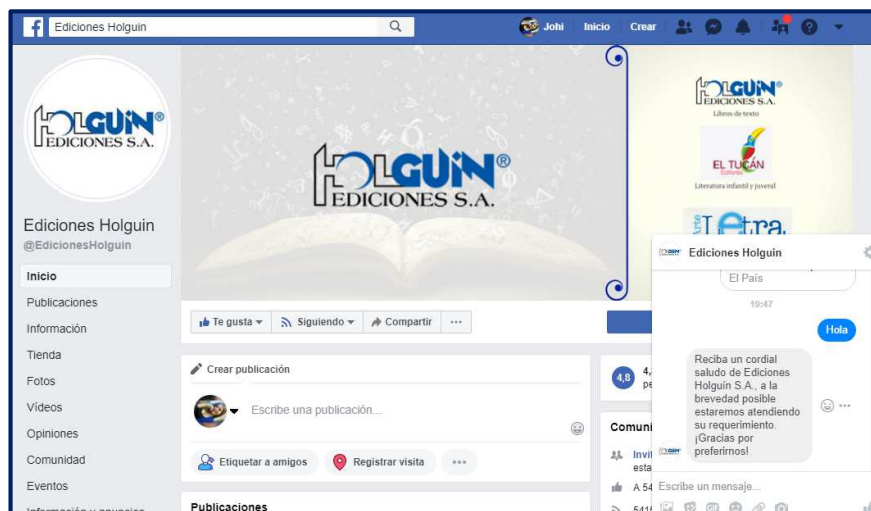 Ediciones Holguin
Johi Inicio Crear
HOLGUIN®
EDICIONES S.A.
Ediciones Holguin
@EdicionesHolguin
Inicio
Publicaciones
Información
Tienda
Fotos
Vídeos
Opiniones
Comunidad
Eventos
HOLGUIN®
EDICIONES S.A.
HOLGUIN®
EDICIONES S.A.
Libros de texto
EL TUCÁN
Literatura infantil y juvenil
Arte
Letra
Te gusta Siguiendo Compartir
Crear publicación
Escribe una publicación...
Etiquetar a amigos Registrar visita
Publicaciones
4,8
Ediciones Holguin
El País
19:47
Hola
Reciba un cordial
saludo de Ediciones
Holguín S.A., a la
brevedad posible
estaremos atendiendo
su requerimiento.
¡Gracias por
preferirnos!
Escribe un mensaje...